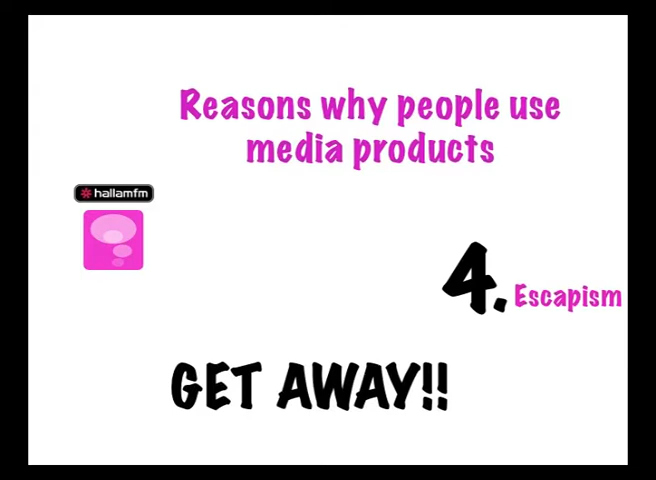 Reasons why people use
media products
hallamfm
4. Escapism
GET AWAY!!